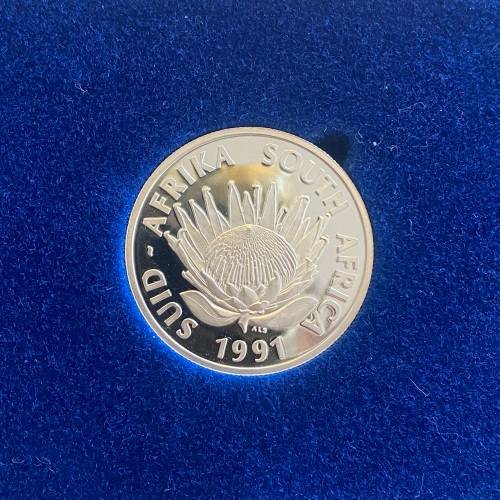 SUID - AFRIKA SOUTH AFRICA
ALS
1991